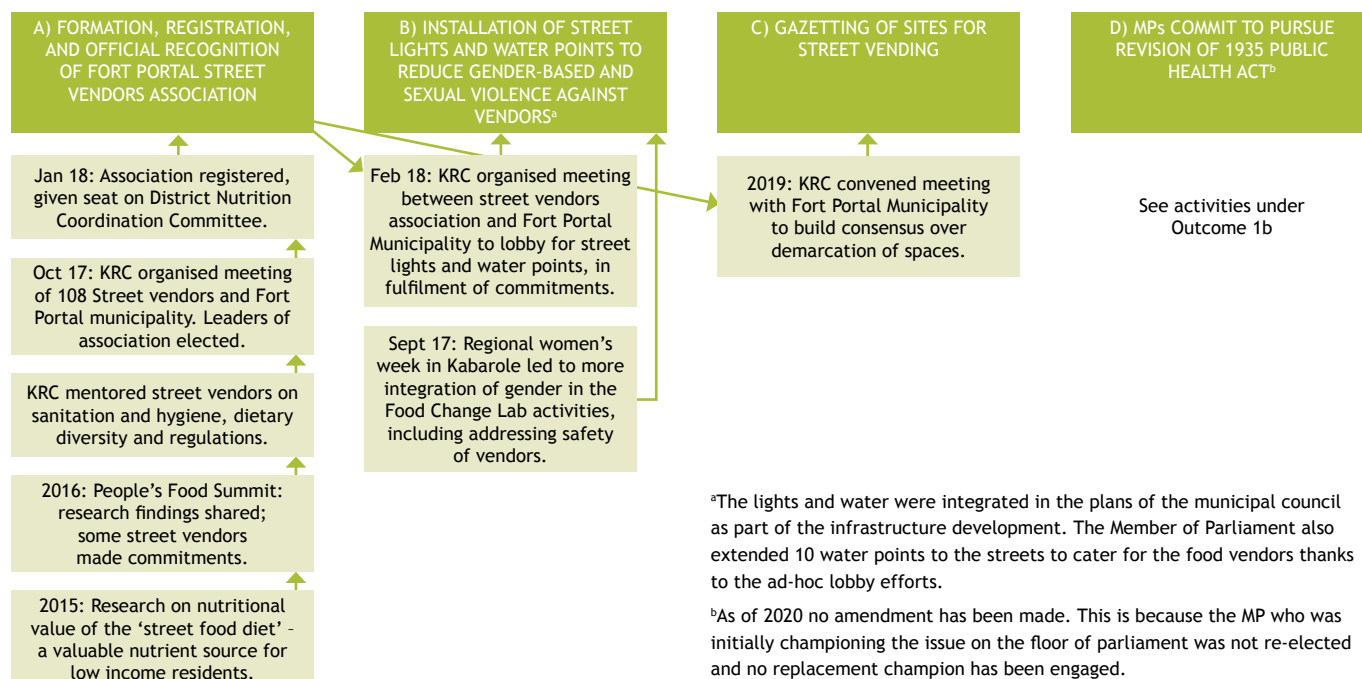 A) FORMATION, REGISTRATION,
AND OFFICIAL RECOGNITION
OF FORT PORTAL STREET
VENDORS ASSOCIATION
Jan 18: Association registered,
given seat on District Nutrition
Coordination Committee.
Oct 17: KRC organised meeting
of 108 Street vendors and Fort
Portal municipality. Leaders of
association elected.
KRC mentored street vendors on
sanitation and hygiene, dietary
diversity and regulations.
2016: People’s Food Summit:
research findings shared;
some street vendors
made commitments.
2015: Research on nutritional
value of the ‘street food diet’ –
a valuable nutrient source for
low income residents.
B) INSTALLATION OF STREET
LIGHTS AND WATER POINTS TO
REDUCE GENDER-BASED AND
SEXUAL VIOLENCE AGAINST
VENDORSᵃ
Feb 18: KRC organised meeting
between street vendors
association and Fort Portal
Municipality to lobby for street
lights and water points, in
fulfilment of commitments.
Sept 17: Regional women’s
week in Kabarole led to more
integration of gender in the
Food Change Lab activities,
including addressing safety
of vendors.
C) GAZETTING OF SITES FOR
STREET VENDING
2019: KRC convened meeting
with Fort Portal Municipality
to build consensus over
demarcation of spaces.
D) MPs COMMIT TO PURSUE
REVISION OF 1935 PUBLIC
HEALTH ACTᵇ
See activities under
Outcome 1b
ᵃThe lights and water were integrated in the plans of the municipal council
as part of the infrastructure development. The Member of Parliament also
extended 10 water points to the streets to cater for the food vendors thanks
to the ad-hoc lobby efforts.
ᵇAs of 2020 no amendment has been made. This is because the MP who was
initially championing the issue on the floor of parliament was not re-elected
and no replacement champion has been engaged.